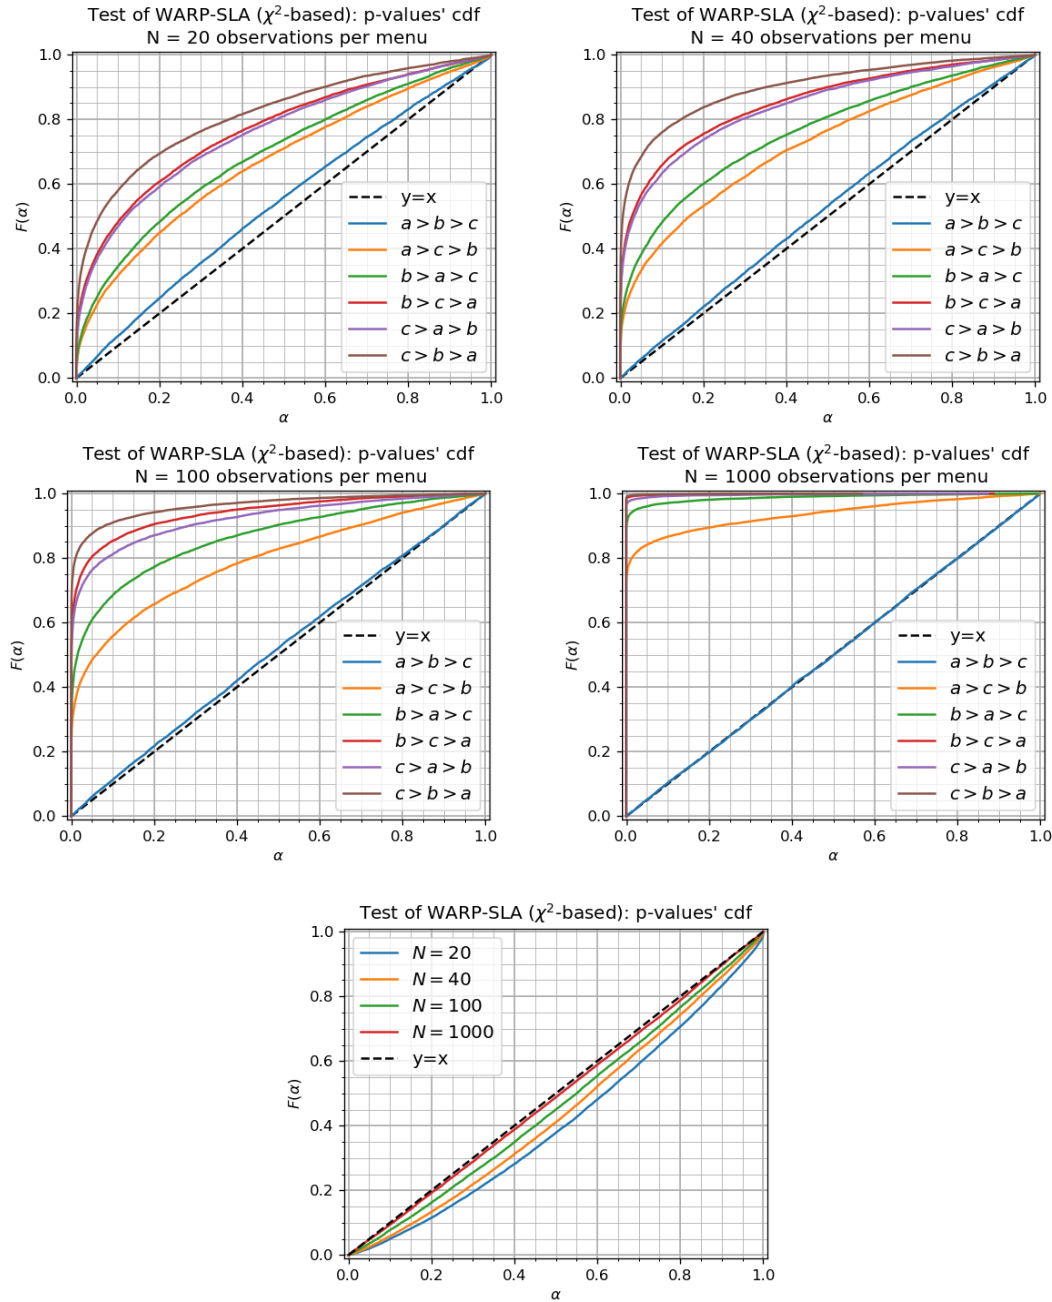 Test of WARP-SLA (χ²-based): p-values' cdf
N = 20 observations per menu
1.0
0.8
0.6
0.4
0.2
0.0
F(α)
y=x
a > b > c
a > c > b
b > a > c
b > c > a
c > a > b
c > b > a
0.0 0.2 0.4 0.6 0.8 1.0
α
Test of WARP-SLA (χ²-based): p-values' cdf
N = 40 observations per menu
1.0
0.8
0.6
0.4
0.2
0.0
F(α)
y=x
a > b > c
a > c > b
b > a > c
b > c > a
c > a > b
c > b > a
0.0 0.2 0.4 0.6 0.8 1.0
α
Test of WARP-SLA (χ²-based): p-values' cdf
N = 100 observations per menu
1.0
0.8
0.6
0.4
0.2
0.0
F(α)
y=x
a > b > c
a > c > b
b > a > c
b > c > a
c > a > b
c > b > a
0.0 0.2 0.4 0.6 0.8 1.0
α
Test of WARP-SLA (χ²-based): p-values' cdf
N = 1000 observations per menu
1.0
0.8
0.6
0.4
0.2
0.0
F(α)
y=x
a > b > c
a > c > b
b > a > c
b > c > a
c > a > b
c > b > a
0.0 0.2 0.4 0.6 0.8 1.0
α
Test of WARP-SLA (χ²-based): p-values' cdf
1.0
0.8
0.6
0.4
0.2
0.0
F(α)
N = 20
N = 40
N = 100
N = 1000
y=x
0.0 0.2 0.4 0.6 0.8 1.0
α